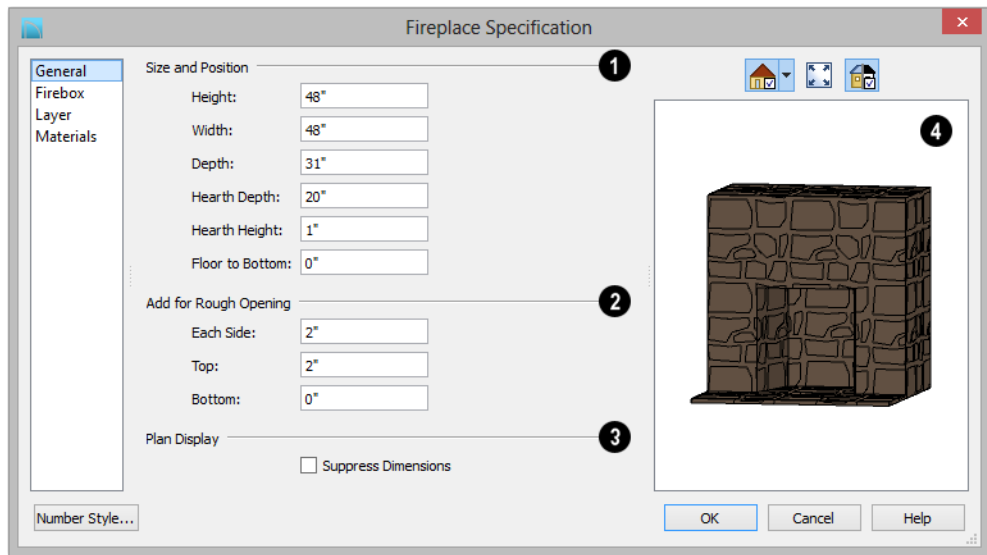 Fireplace Specification
General
Firebox
Layer
Materials
Size and Position
1
Height: 48"
Width: 48"
Depth: 31"
Hearth Depth: 20"
Hearth Height: 1"
Floor to Bottom: 0"
Add for Rough Opening
2
Each Side: 2"
Top: 2"
Bottom: 0"
Plan Display
3
Suppress Dimensions
4
Number Style...
OK
Cancel
Help